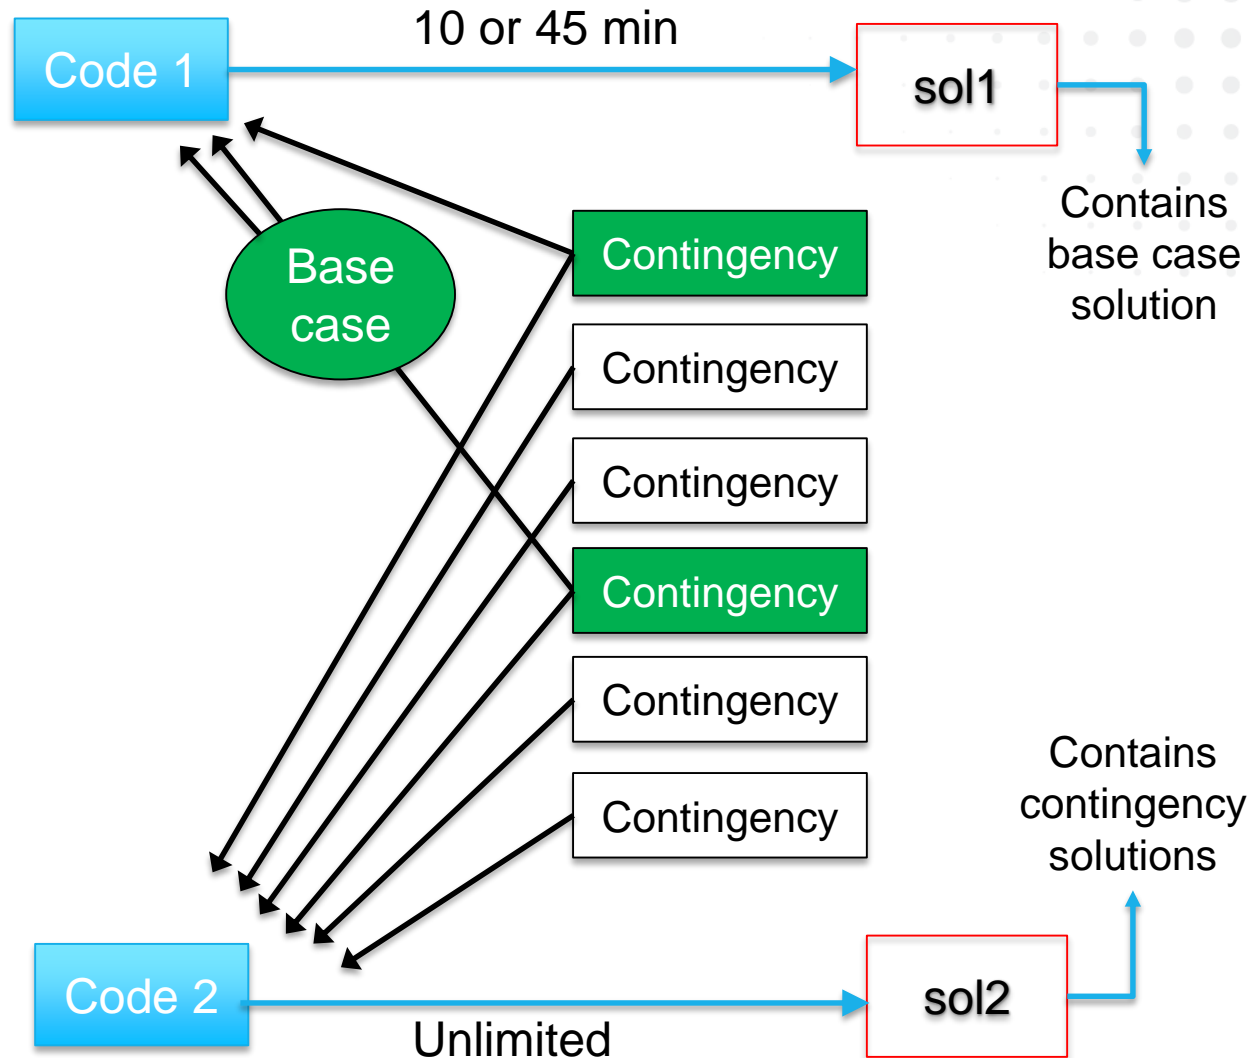 10 or 45 min
Code 1
sol1
Contains
base case
solution
Base
case
Contingency
Contingency
Contingency
Contingency
Contingency
Contingency
Contains
contingency
solutions
Code 2
sol2
Unlimited